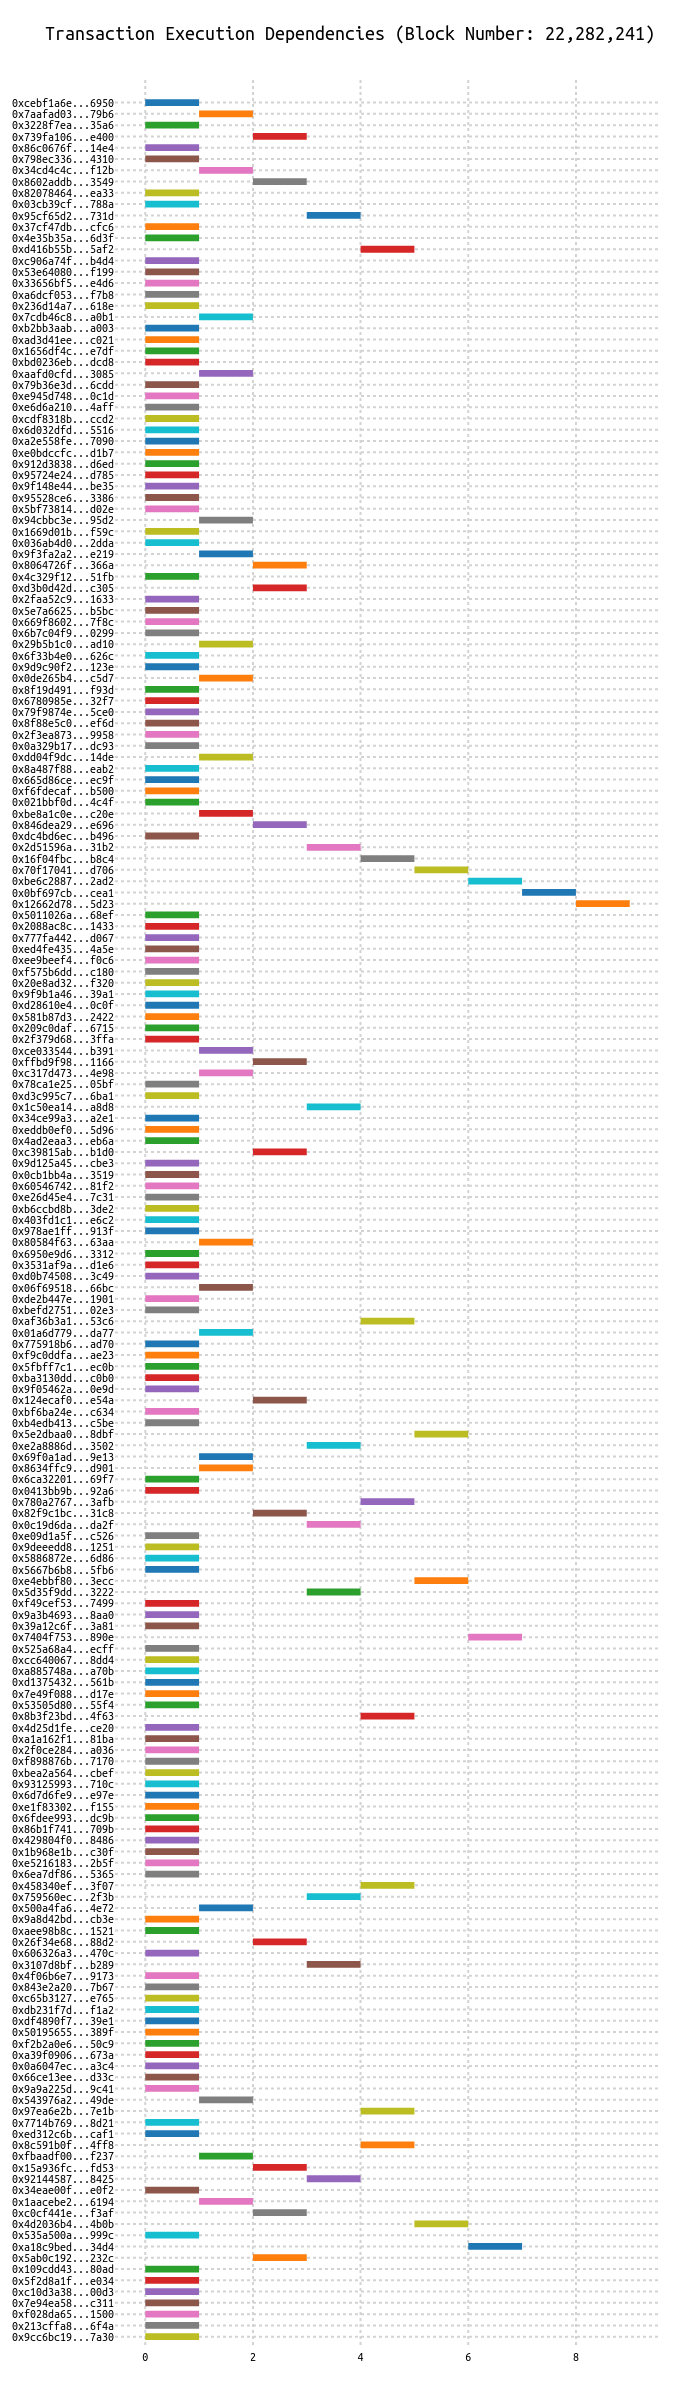 Transaction Execution Dependencies (Block Number: 22,282,241)
0xcebf1a6e...6950
0x7aafad03...79b6
0x3228f7ea...35a6
0x739fa106...e400
0x86c0676f...14e4
0x798ec336...4310
0x34cd4c4c...f12b
0x8602addb...3549
0x82078464...ea33
0x03cb39cf...788a
0x95cf65d2...731d
0x37cf47db...cfc6
0x4e35b35a...6d3f
0xd416b55b...5af2
0xc906a74f...b4d4
0x53e64080...f199
0x33656bf5...e4d6
0xa6dcf053...f7b8
0x236d14a7...618e
0x7cdb46c8...a0b1
0xb2bb3aab...a003
0xad3d41ee...c021
0x1656df4c...e7df
0xbd0236eb...dcd8
0xaafd0cfd...3085
0x79b36e3d...6cdd
0xe945d748...0c1d
0xe6d6a210...4aff
0xcdf8318b...ccd2
0x6d032dfd...5516
0xa2e558fe...7090
0xe0bdccfc...d1b7
0x912d3838...d6ed
0x95724e24...d785
0x9f148e44...be35
0x95528ce6...3386
0x5bf73814...d02e
0x94cbbc3e...95d2
0x1669d01b...f59c
0x036ab4d0...2dda
0x9f3fa2a2...e219
0x8064726f...366a
0x4c329f12...51fb
0xd3b0d42d...c305
0x2faa52c9...1633
0x5e7a6625...b5bc
0x669f8602...7f8c
0x6b7c04f9...0299
0x29b5b1c0...ad10
0x6f33b4e0...626c
0x9d9c90f2...123e
0x0de265b4...c5d7
0x8f19d491...f93d
0x6780985e...32f7
0x79f9874e...5ce0
0x8f88e5c0...ef6d
0x2f3ea873...9958
0x0a329b17...dc93
0xdd04f9dc...14de
0x8a487f88...eab2
0x665d86ce...ec9f
0xf6fdecaf...b500
0x021bbf0d...4c4f
0xbe8a1c0e...c20e
0x846dea29...e696
0xdc4bd6ec...b496
0x2d51596a...31b2
0x16f04fbc...b8c4
0x70f17041...d706
0xbe6c2887...2ad2
0x0bf697cb...cea1
0x12662d78...5d23
0x5011026a...68ef
0x2088ac8c...1433
0x777fa442...d067
0xed4fe435...4a5e
0xee9beef4...f0c6
0xf575b6dd...c180
0x20e8ad32...f320
0x9f9b1a46...39a1
0xd28610e4...0c0f
0x581b87d3...2422
0x209c0daf...6715
0x2f379d68...3ffa
0xce033544...b391
0xffbd9f98...1166
0xc317d473...4e98
0x78ca1e25...05bf
0xd3c995c7...6ba1
0x1c50ea14...a8d8
0x34ce99a3...a2e1
0xeddb0ef0...5d96
0x4ad2eaa3...eb6a
0xc39815ab...b1d0
0x9d125a45...cbe3
0x0cb1bb4a...3519
0x60546742...81f2
0xe26d45e4...7c31
0xb6ccbd8b...3de2
0x403fd1c1...e6c2
0x978ae1ff...913f
0x80584f63...63aa
0x6950e9d6...3312
0x3531af9a...d1e6
0xd0b74508...3c49
0x06f69518...66bc
0xde2b447e...1901
0xbefd2751...02e3
0xaf36b3a1...53c6
0x01a6d779...da77
0x775918b6...ad70
0xf9c0ddfa...ae23
0x5fbff7c1...ec0b
0xba3130dd...c0b0
0x9f05462a...0e9d
0x124ecaf0...e54a
0xbf6ba24e...c634
0xb4edb413...c5be
0x5e2dbaa0...8dbf
0xe2a8886d...3502
0x69f0a1ad...9e13
0x8634ffc9...d901
0x6ca32201...69f7
0x0413bb9b...92a6
0x780a2767...3afb
0x82f9c1bc...31c8
0x0c19d6da...da2f
0xe09d1a5f...c526
0x9deeedd8...1251
0x5886872e...6d86
0x5667b6b8...5fb6
0xe4ebbf80...3ecc
0x5d35f9dd...3222
0xf49cef53...7499
0x9a3b4693...8aa0
0x39a12c6f...3a81
0x7404f753...890e
0x525a68a4...ecff
0xcc640067...8dd4
0xa885748a...a70b
0xd1375432...561b
0x7e49f088...d17e
0x53505d80...55f4
0x8b3f23bd...4f63
0x4d25d1fe...ce20
0xa1a162f1...81ba
0x2f0ce284...a036
0xf898876b...7170
0xbea2a564...cbef
0x93125993...710c
0x6d7d6fe9...e97e
0xe1f83302...f155
0x6fdee993...dc9b
0x86b1f741...709b
0x429804f0...8486
0x1b968e1b...c30f
0xe5216183...2b5f
0x6ea7df86...5365
0x458340ef...3f07
0x759560ec...2f3b
0x500a4fa6...4e72
0x9a8d42bd...cb3e
0xaee98b8c...1521
0x26f34e68...88d2
0x606326a3...470c
0x3107d8bf...b289
0x4f06b6e7...9173
0x843e2a20...7b67
0xc65b3127...e765
0xdb231f7d...f1a2
0xdf4890f7...39e1
0x50195655...389f
0xf2b2a0e6...50c9
0xa39f0906...673a
0x0a6047ec...a3c4
0x66ce13ee...d33c
0x9a9a225d...9c41
0x543976a2...49de
0x97ea6e2b...7e1b
0x7714b769...8d21
0xed312c6b...caf1
0x8c591b0f...4ff8
0xfbaadf00...f237
0x15a936fc...fd53
0x92144587...8425
0x34eae00f...e0f2
0x1aacebe2...6194
0xc0cf441e...f3af
0x4d2036b4...4b0b
0x535a500a...999c
0xa18c9bed...34d4
0x5ab0c192...232c
0x109cdd43...80ad
0x5f2d8a1f...e034
0xc10d3a38...00d3
0x7e94ea58...c311
0xf028da65...1500
0x213cffa8...6f4a
0x9cc6bc19...7a30
0 2 4 6 8